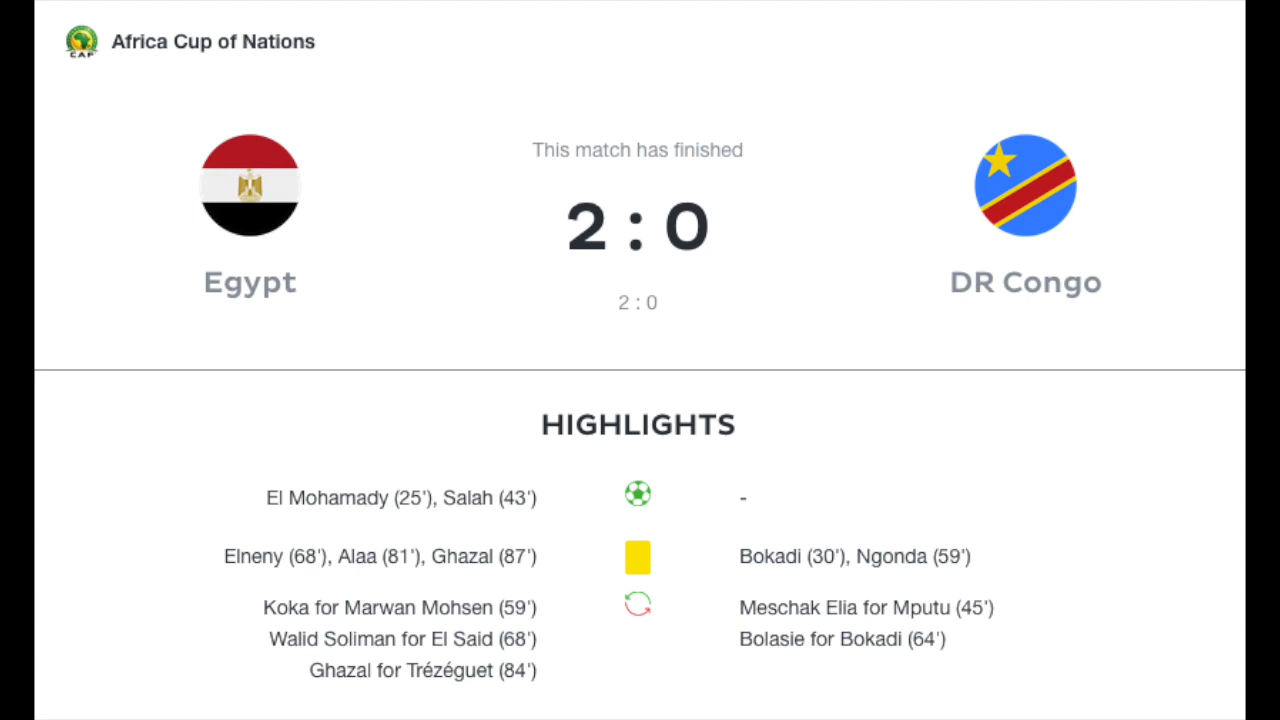 CAF
Africa Cup of Nations
This match has finished
2 : 0
2 : 0
Egypt
DR Congo
HIGHLIGHTS
El Mohamady (25'), Salah (43')
-
Elneny (68'), Alaa (81'), Ghazal (87')
Bokadi (30'), Ngonda (59')
Koka for Marwan Mohsen (59')
Meschak Elia for Mputu (45')
Walid Soliman for El Said (68')
Bolasie for Bokadi (64')
Ghazal for Trézéguet (84')